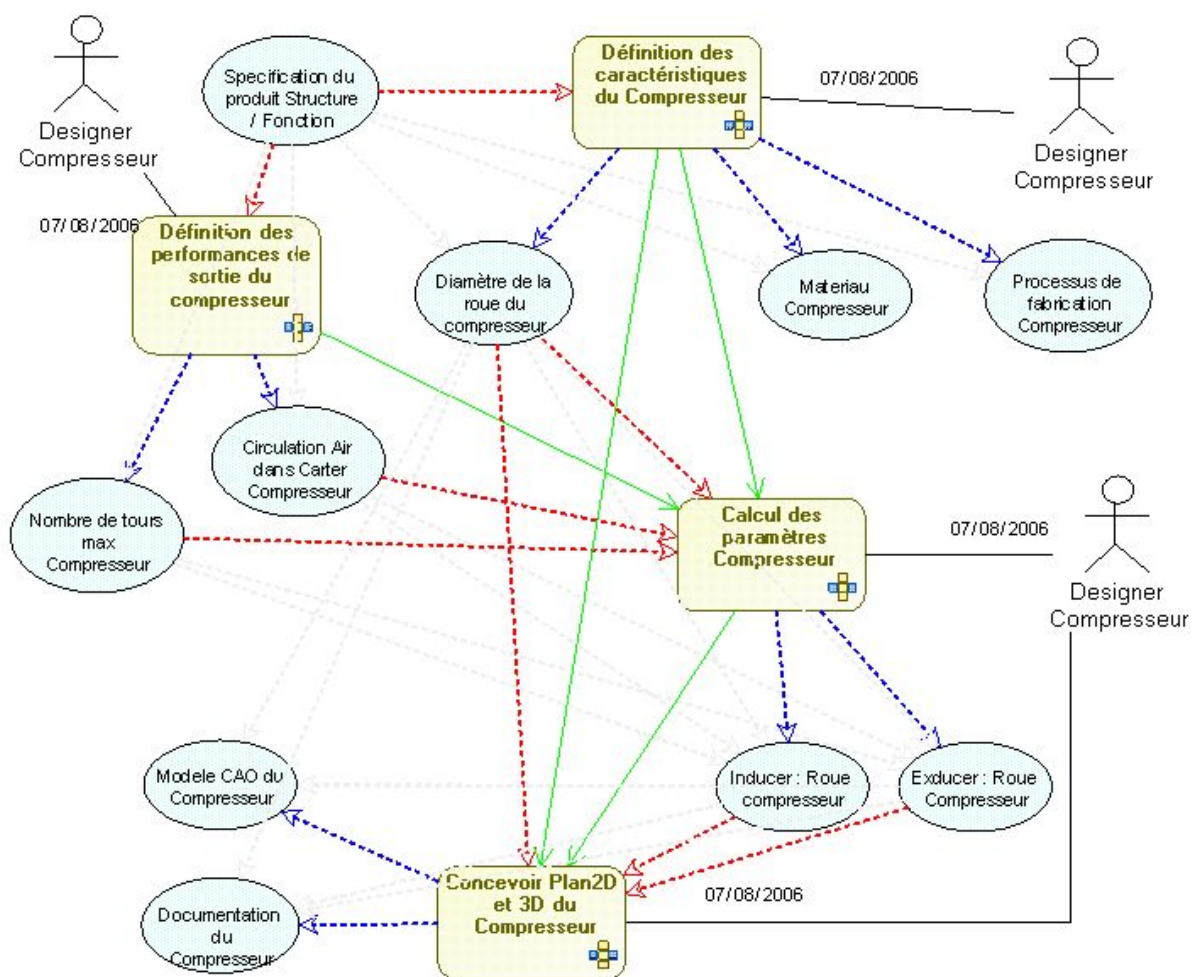 Définition des
caractéristiques
du Compresseur
Specification du
produit Structure
/ Fonction
07/08/2006
Designer
Compresseur
Designer
Compresseur
07/08/2006
Définition des
performances de
sortie du
compresseur
Diamètre de la
roue du
compresseur
Materiau
Compresseur
Processus de
fabrication
Compresseur
Circulation Air
dans Carter
Compresseur
Nombre de tours
max
Compresseur
Calcul des
paramètres
Compresseur
07/08/2006
Designer
Compresseur
Modele CAO du
Compresseur
Inducer : Roue
compresseur
Exducer : Roue
Compresseur
Concevoir Plan2D
et 3D du
Compresseur
07/08/2006
Documentation
du
Compresseur